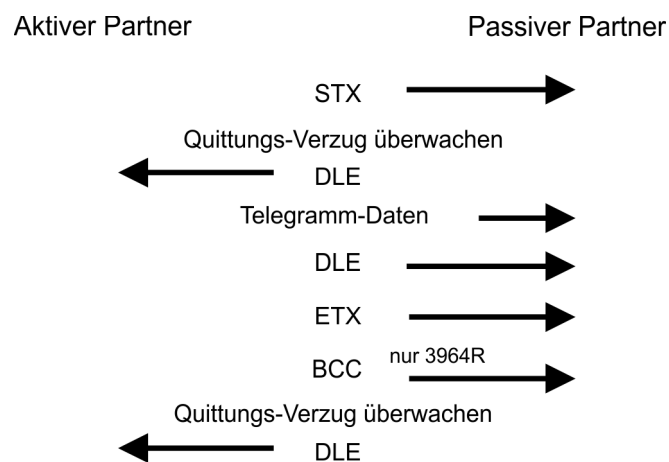 Aktiver Partner Passiver Partner
STX
Quittungs-Verzug überwachen
DLE
Telegramm-Daten
DLE
ETX
BCC nur 3964R
Quittungs-Verzug überwachen
DLE